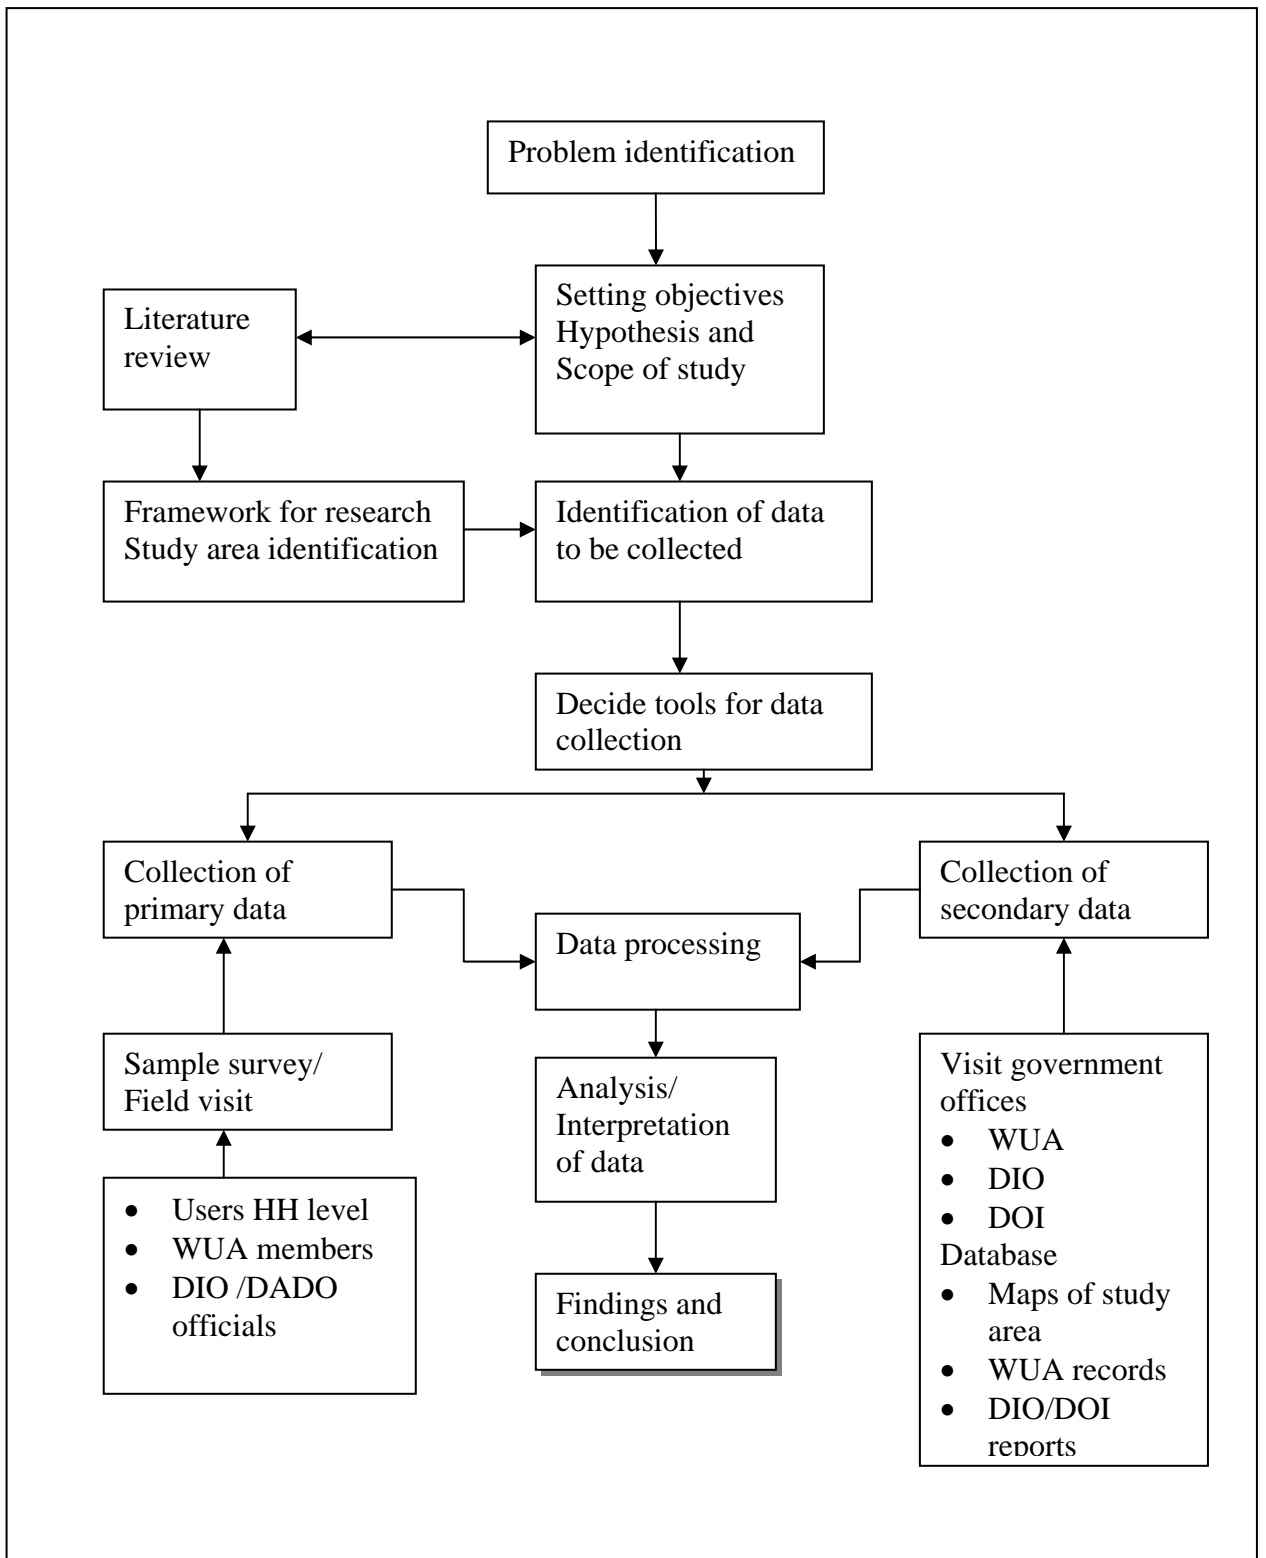 Problem identification
Setting objectives
Hypothesis and
Scope of study
Literature
review
Framework for research
Study area identification
Identification of data
to be collected
Decide tools for data
collection
Collection of
primary data
Collection of
secondary data
Data processing
Sample survey/
Field visit
Analysis/
Interpretation
of data
Visit government
offices
• WUA
• DIO
• DOI
Database
• Maps of study
area
• WUA records
• DIO/DOI
reports
• Users HH level
• WUA members
• DIO /DADO
officials
Findings and
conclusion